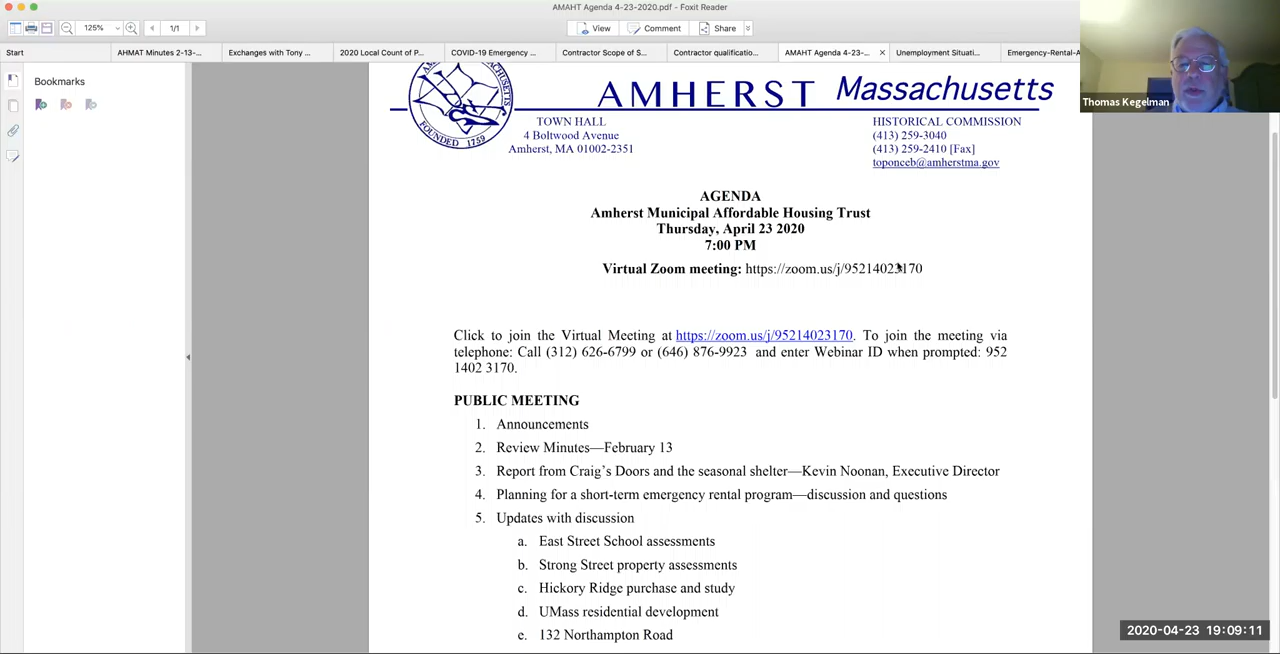 AMAHT Agenda 4-23-2020.pdf - Foxit Reader
125%
1/1
View
Comment
Share
Start
AHMAT Minutes 2-13-...
Exchanges with Tony ...
2020 Local Count of P...
COVID-19 Emergency ...
Contractor Scope of S...
Contractor qualificatio...
AMAHT Agenda 4-23-...
Unemployment Situati...
Emergency-Rental-A
Bookmarks
Thomas Kegelman
FOUNDED 1759
AMHERST Massachusetts
TOWN HALL
4 Boltwood Avenue
Amherst, MA 01002-2351
HISTORICAL COMMISSION
(413) 259-3040
(413) 259-2410 [Fax]
toponceb@amherstma.gov
AGENDA
Amherst Municipal Affordable Housing Trust
Thursday, April 23 2020
7:00 PM
Virtual Zoom meeting: https://zoom.us/j/95214023170
Click to join the Virtual Meeting at https://zoom.us/j/95214023170. To join the meeting via
telephone: Call (312) 626-6799 or (646) 876-9923 and enter Webinar ID when prompted: 952
1402 3170.
PUBLIC MEETING
1. Announcements
2. Review Minutes—February 13
3. Report from Craig's Doors and the seasonal shelter—Kevin Noonan, Executive Director
4. Planning for a short-term emergency rental program—discussion and questions
5. Updates with discussion
a. East Street School assessments
b. Strong Street property assessments
c. Hickory Ridge purchase and study
d. UMass residential development
e. 132 Northampton Road
2020-04-23 19:09:11